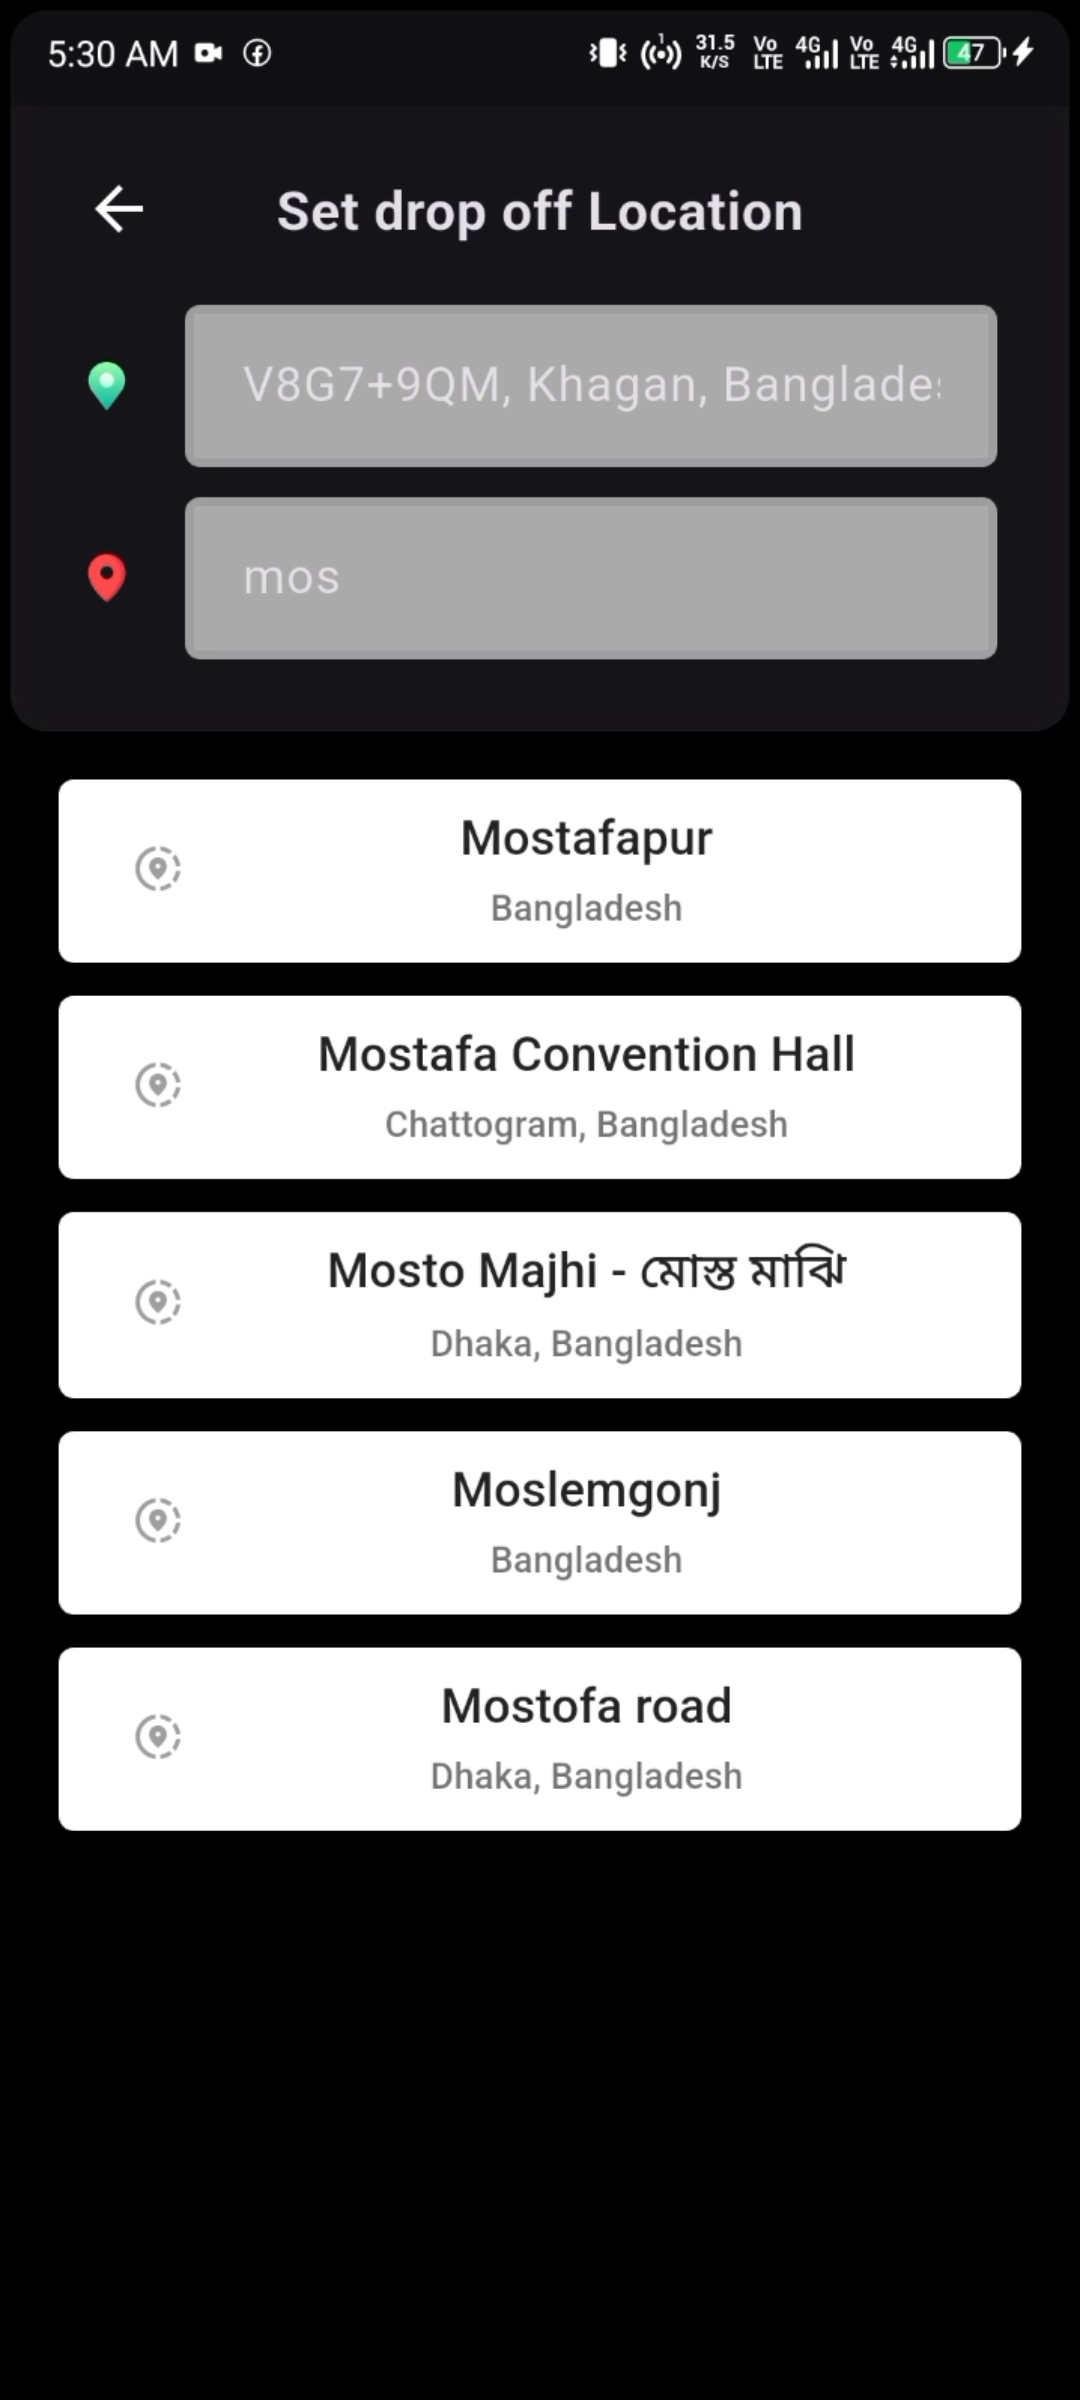 5:30 AM 31.5 K/S Vo LTE 4G Vo LTE 4G 47
Set drop off Location
V8G7+9QM, Khagan, Banglade
mos
Mostafapur
Bangladesh
Mostafa Convention Hall
Chattogram, Bangladesh
Mosto Majhi - মোস্ত মাঝি
Dhaka, Bangladesh
Moslemgonj
Bangladesh
Mostofa road
Dhaka, Bangladesh